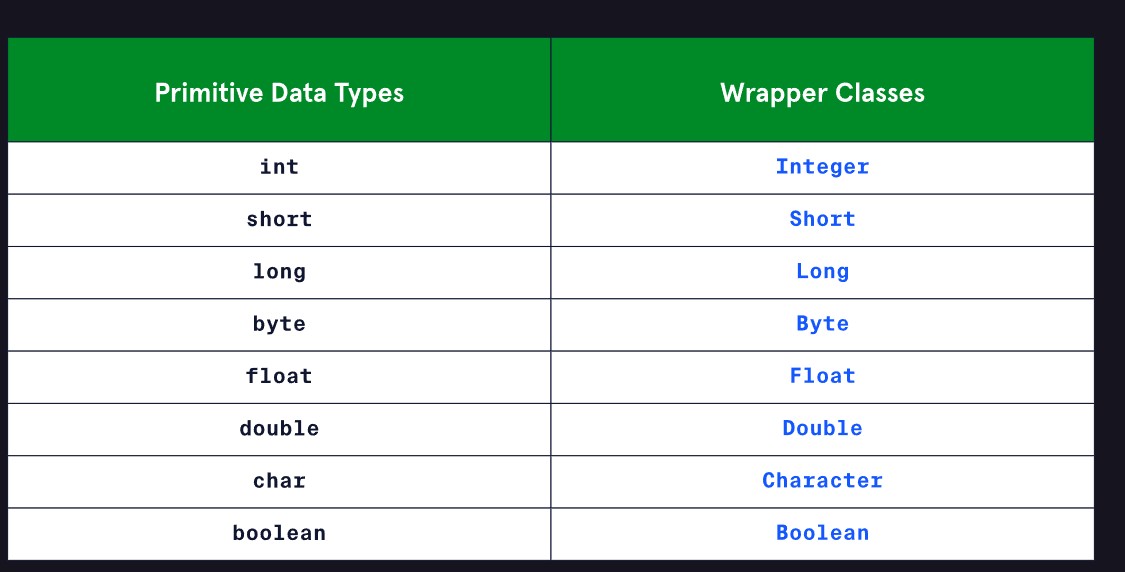 Primitive Data Types Wrapper Classes
int Integer
short Short
long Long
byte Byte
float Float
double Double
char Character
boolean Boolean